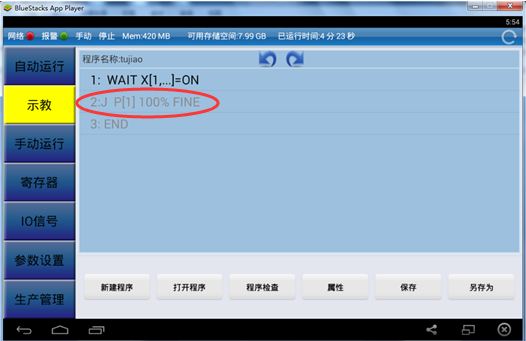 BlueStacks App Player
5:54
网络 报警 手动 停止 Mem:420 MB 可用存储空间:7.99 GB 已运行时间:4 分 23 秒
自动运行
示教
手动运行
寄存器
IO信号
参数设置
生产管理
程序名称:tujiao
1: WAIT X[1,...]=ON
2:J P[1] 100% FINE
3: END
新建程序 打开程序 程序检查 属性 保存 另存为